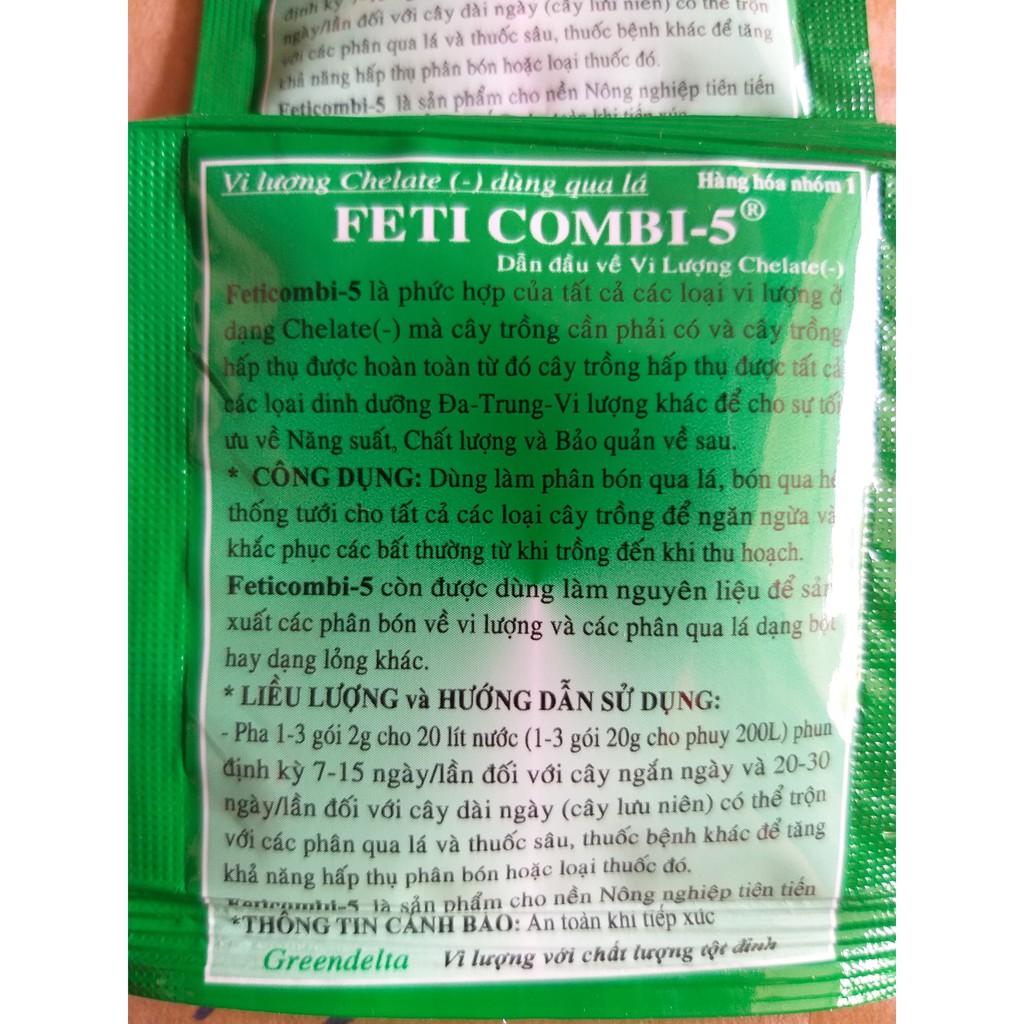 định kỳ 7-15 ngày/lần
ngày/lần đối với cây dài ngày (cây lưu niên) có thể trộn
với các phân qua lá và thuốc sâu, thuốc bệnh khác để tăng
khả năng hấp thụ phân bón hoặc loại thuốc đó.
Feticombi-5 là sản phẩm cho nền Nông nghiệp tiên tiến
Vi lượng Chelate (-) dùng qua lá
Hàng hóa nhóm 1
FETI COMBI-5®
Dẫn đầu về Vi Lượng Chelate(-)
Feticombi-5 là phức hợp của tất cả các loại vi lượng ở
dạng Chelate(-) mà cây trồng cần phải có và cây trồng
hấp thụ được hoàn toàn từ đó cây trồng hấp thụ được tất cả
các lọai dinh dưỡng Đa-Trung-Vi lượng khác để cho sự tối
ưu về Năng suất, Chất lượng và Bảo quản về sau.
* CÔNG DỤNG: Dùng làm phân bón qua lá, bón qua hệ
thống tưới cho tất cả các loại cây trồng để ngăn ngừa và
khắc phục các bất thường từ khi trồng đến khi thu hoạch.
Feticombi-5 còn được dùng làm nguyên liệu để sản
xuất các phân bón về vi lượng và các phân qua lá dạng bột
hay dạng lỏng khác.
* LIỀU LƯỢNG và HƯỚNG DẪN SỬ DỤNG:
- Pha 1-3 gói 2g cho 20 lít nước (1-3 gói 20g cho phuy 200L) phun
định kỳ 7-15 ngày/lần đối với cây ngắn ngày và 20-30
ngày/lần đối với cây dài ngày (cây lưu niên) có thể trộn
với các phân qua lá và thuốc sâu, thuốc bệnh khác để tăng
khả năng hấp thụ phân bón hoặc loại thuốc đó.
Feticombi-5 là sản phẩm cho nền Nông nghiệp tiên tiến
*THÔNG TIN CẢNH BÁO: An toàn khi tiếp xúc
Greendelta Vi lượng với chất lượng tột đỉnh